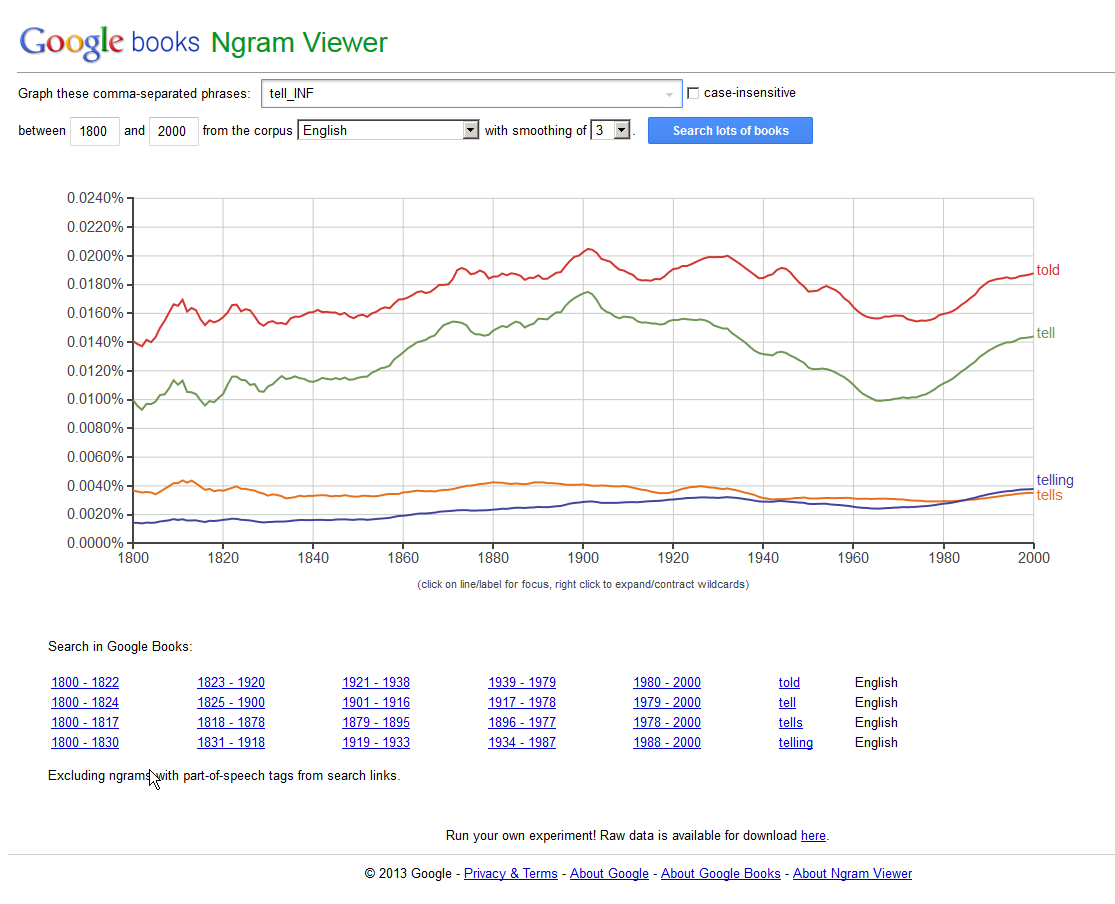 Google books Ngram Viewer
Graph these comma-separated phrases: tell_INF case-insensitive
between 1800 and 2000 from the corpus English with smoothing of 3 . Search lots of books
0.0240%
0.0220%
0.0200%
0.0180%
0.0160%
0.0140%
0.0120%
0.0100%
0.0080%
0.0060%
0.0040%
0.0020%
0.0000%
told
tell
telling
tells
1800 1820 1840 1860 1880 1900 1920 1940 1960 1980 2000
(click on line/label for focus, right click to expand/contract wildcards)
Search in Google Books:
1800 - 1822 1823 - 1920 1921 - 1938 1939 - 1979 1980 - 2000 told English
1800 - 1824 1825 - 1900 1901 - 1916 1917 - 1978 1979 - 2000 tell English
1800 - 1817 1818 - 1878 1879 - 1895 1896 - 1977 1978 - 2000 tells English
1800 - 1830 1831 - 1918 1919 - 1933 1934 - 1987 1988 - 2000 telling English
Excluding ngrams with part-of-speech tags from search links.
Run your own experiment! Raw data is available for download here.
© 2013 Google - Privacy & Terms - About Google - About Google Books - About Ngram Viewer